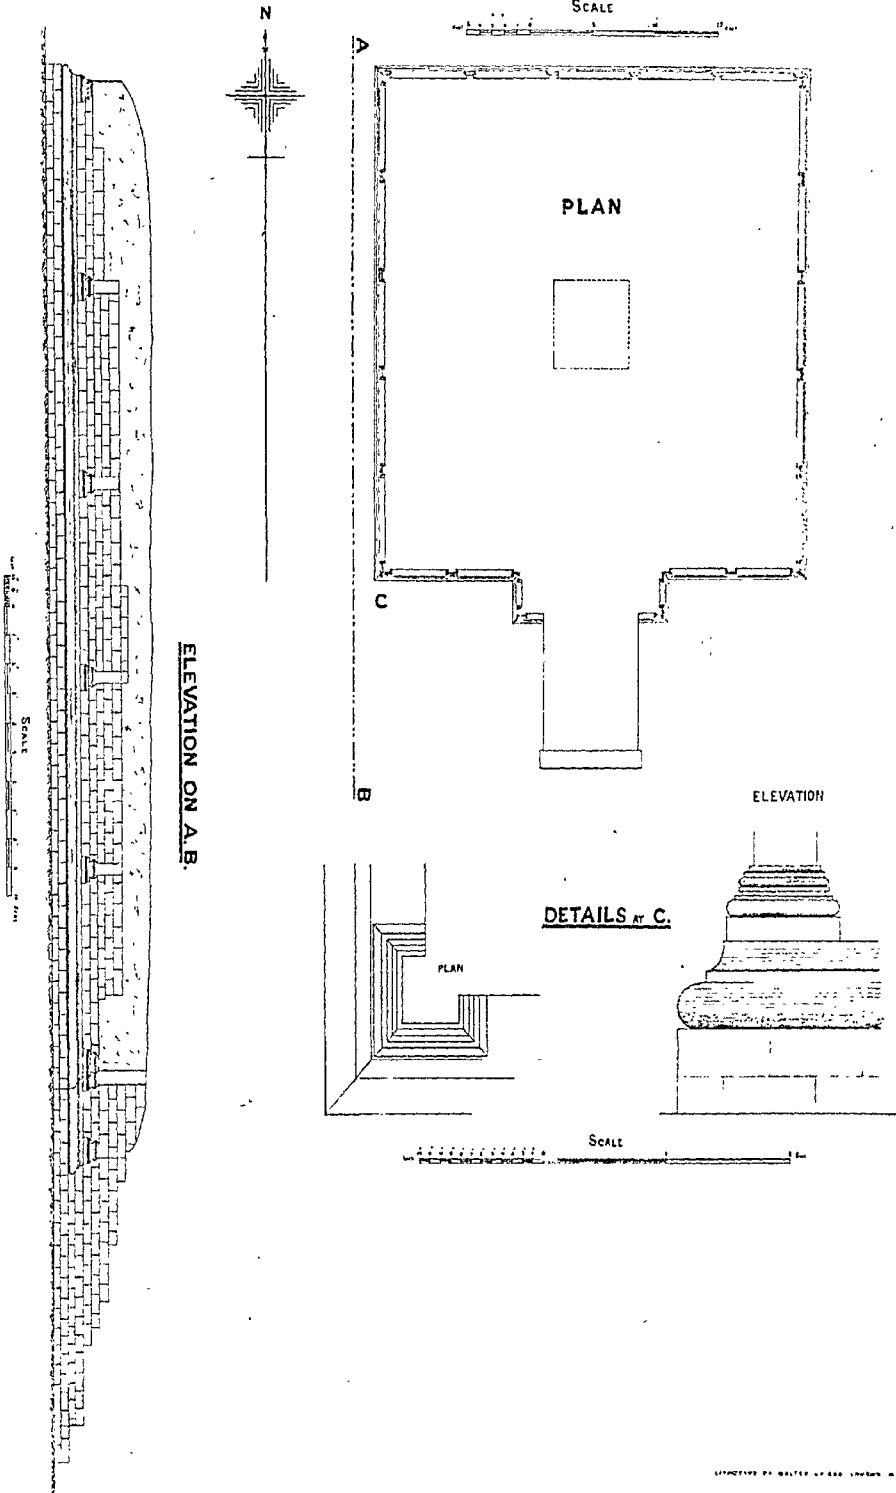 SCALE
N
A
PLAN
C
ELEVATION ON A.B.
SCALE
B
ELEVATION
DETAILS AT C.
PLAN
SCALE